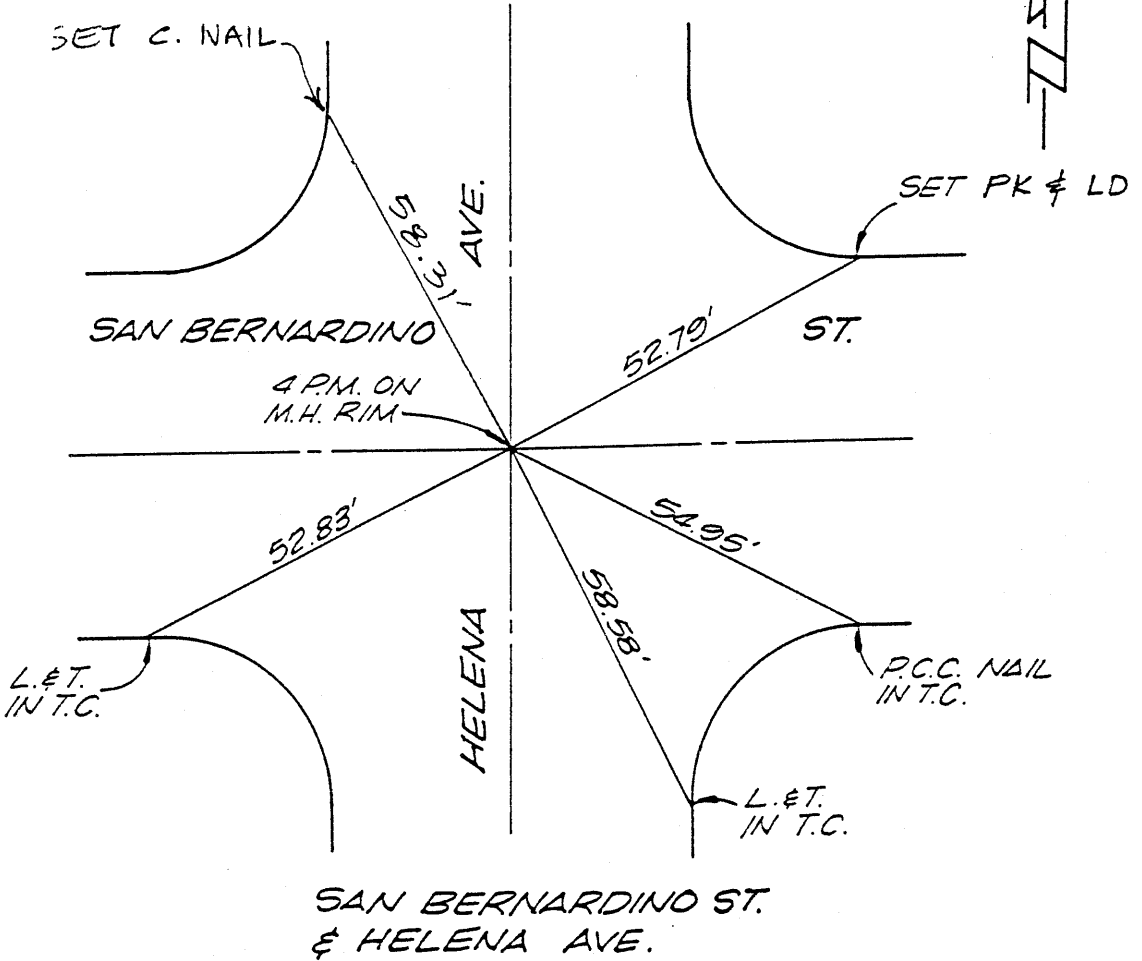 SET C. NAIL
SET PK & LD
58.31'
AVE.
SAN BERNARDINO
ST.
52.79'
4 P.M. ON
M.H. RIM
52.83'
54.95'
58.58'
HELENA
L. & T.
IN T.C.
P.C.C. NAIL
IN T.C.
L. & T.
IN T.C.
SAN BERNARDINO ST.
& HELENA AVE.